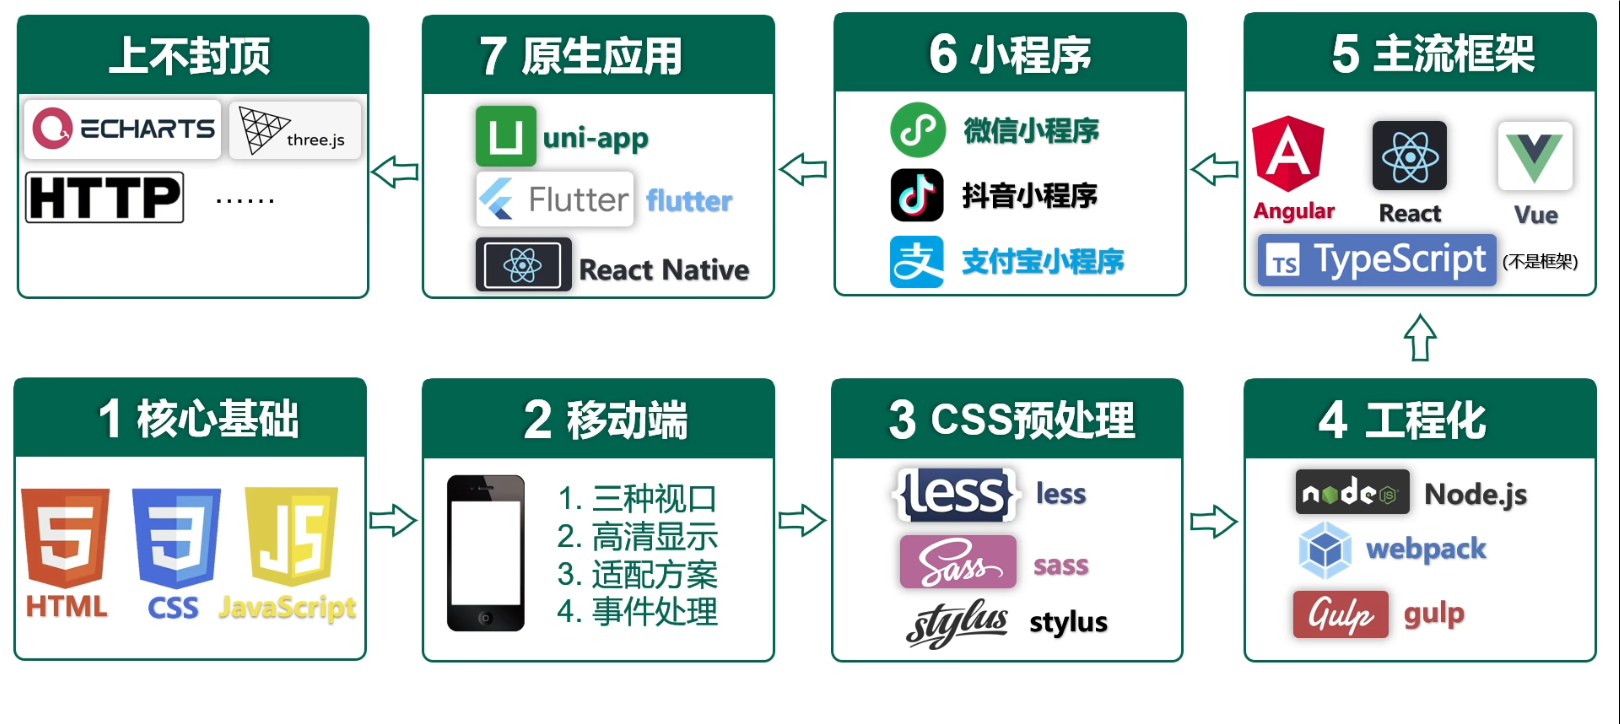 上不封顶
ECHARTS
three.js
HTTP
......
7 原生应用
uni-app
Flutter
flutter
React Native
6 小程序
微信小程序
抖音小程序
支
支付宝小程序
5 主流框架
A
Angular
React
Vue
TS
TypeScript
(不是框架)
1 核心基础
5
HTML
3
CSS
JS
JavaScript
2 移动端
1. 三种视口
2. 高清显示
3. 适配方案
4. 事件处理
3 CSS预处理
{less}
less
Sass
sass
stylus
stylus
4 工程化
node
JS
Node.js
webpack
Gulp
gulp